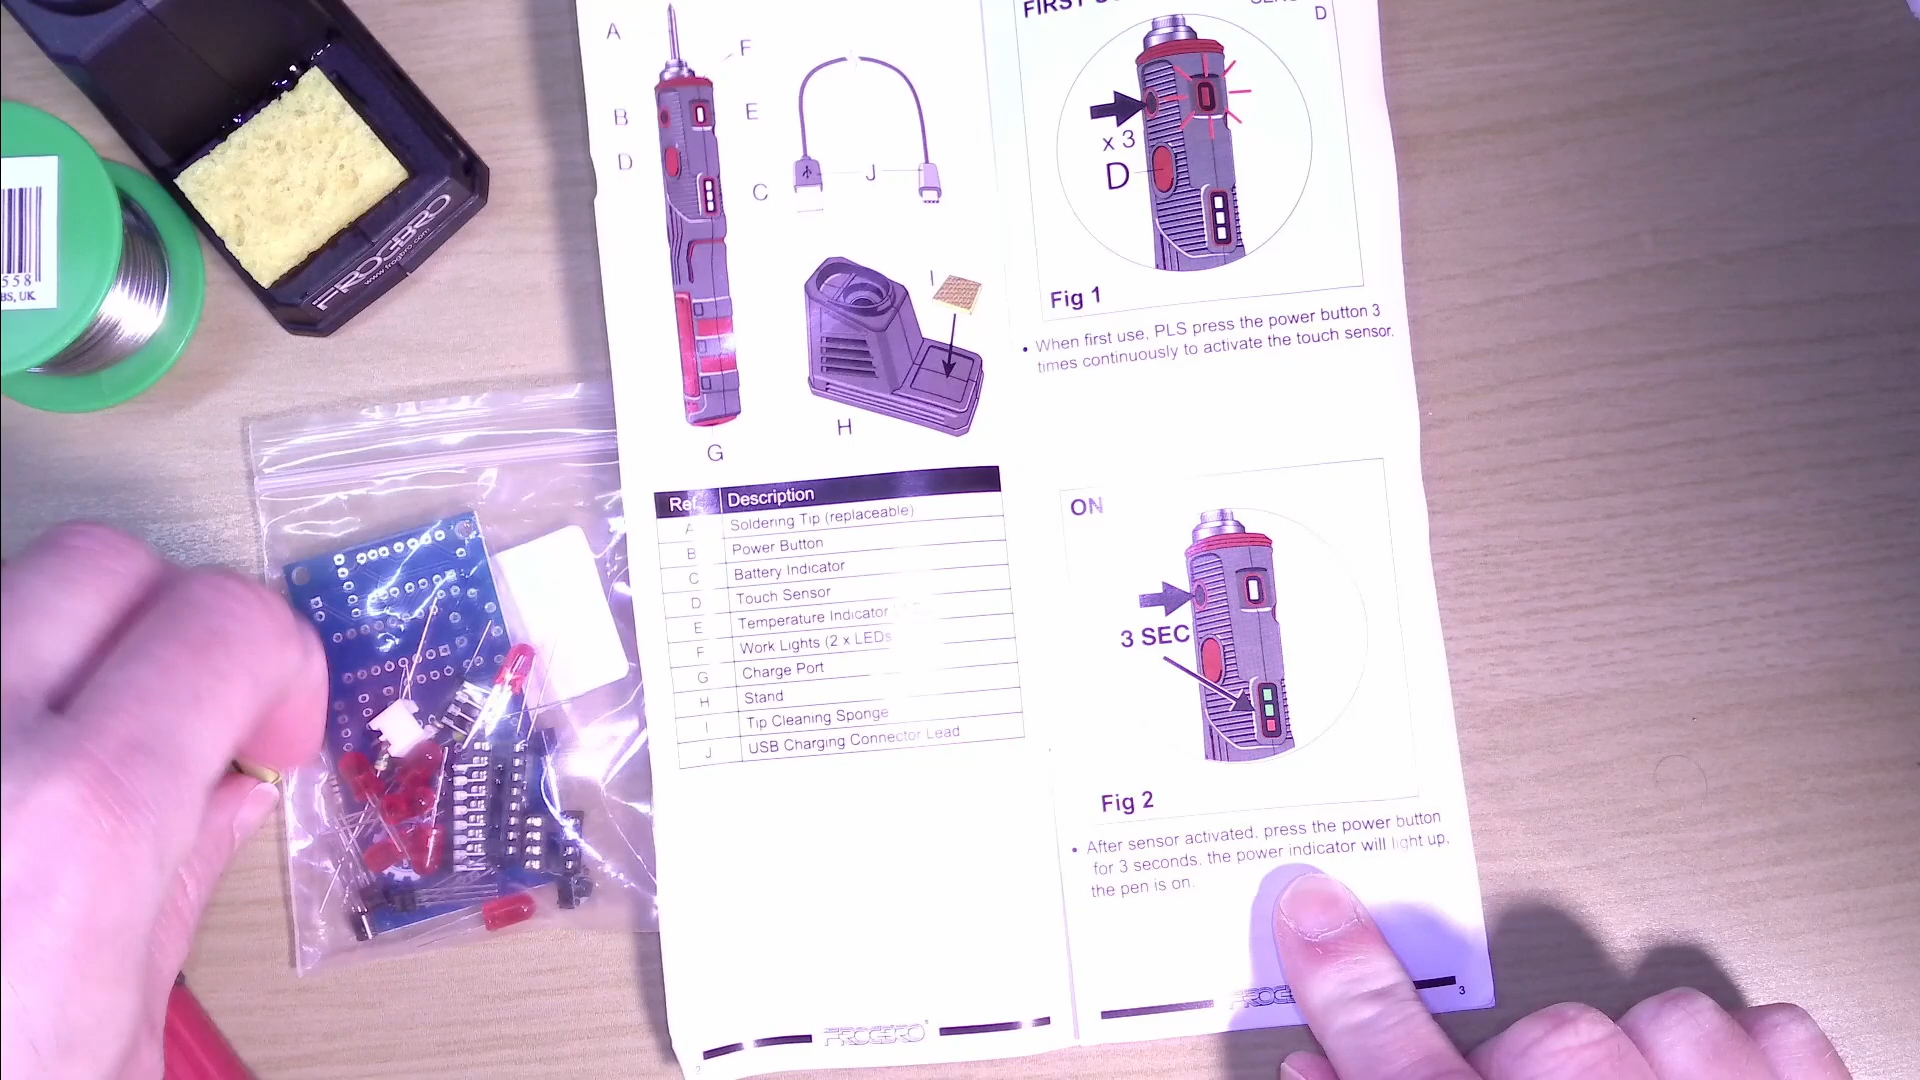 558
BS, UK
FROGBRO
www.frogbro.com
A
F
B
E
D
C
J
I
H
G
Ref Description
A Soldering Tip (replaceable)
B Power Button
C Battery Indicator
D Touch Sensor
E Temperature Indicator
F Work Lights (2 x LEDs
G Charge Port
H Stand
I Tip Cleaning Sponge
J USB Charging Connector Lead
FROGBRO
2
FIRST
D
x 3
D
Fig 1
• When first use, PLS press the power button 3
times continuously to activate the touch sensor.
ON
3 SEC
Fig 2
• After sensor activated, press the power button
for 3 seconds, the power indicator will light up,
the pen is on.
3